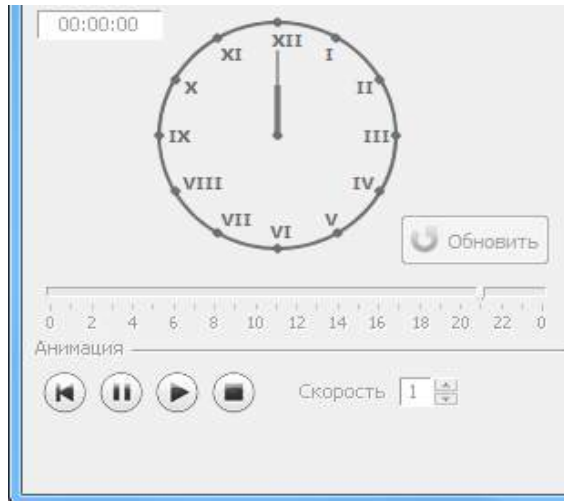 00:00:00
XII
XI
I
X
II
IX
III
VIII
IV
VII
V
VI
Обновить
0 2 4 6 8 10 12 14 16 18 20 22 0
Анимация
Скорость 1